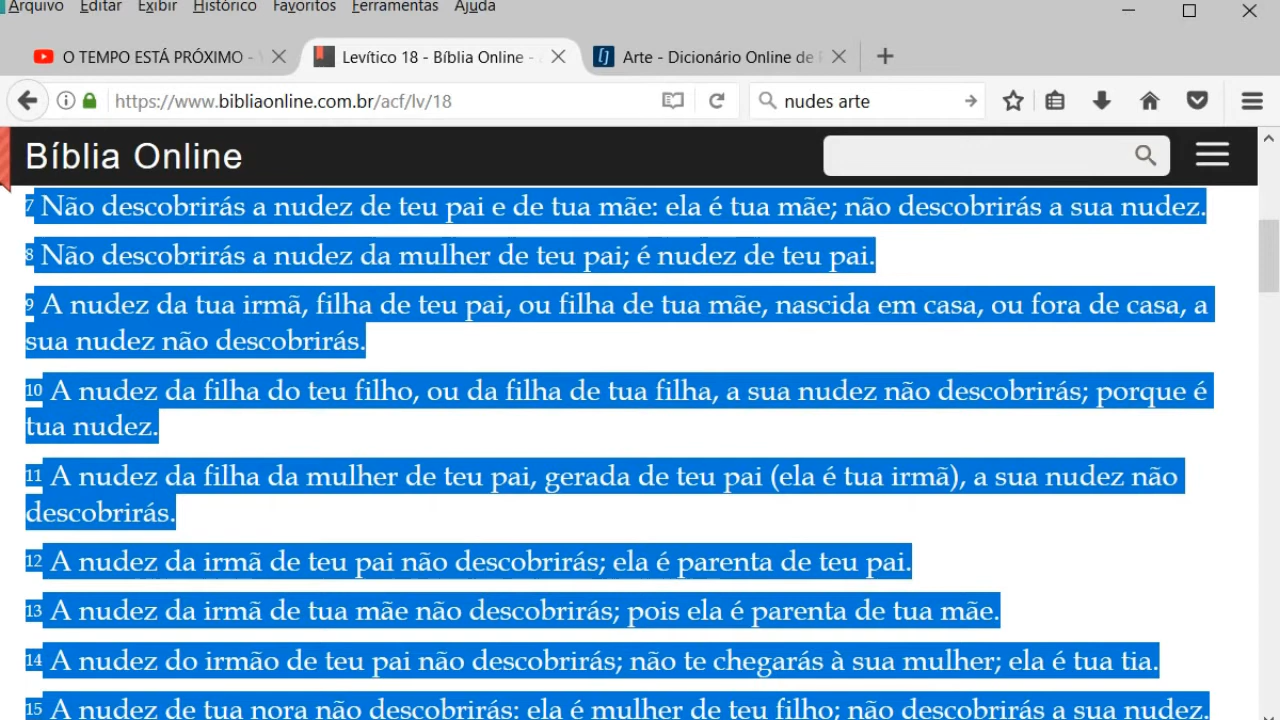 Arquivo Editar Exibir Histórico Favoritos Ferramentas Ajuda
O TEMPO ESTÁ PRÓXIMO - Levítico 18 - Bíblia Online - Arte - Dicionário Online de
https://www.bibliaonline.com.br/acf/lv/18 nudes arte
Bíblia Online
7 Não descobrirás a nudez de teu pai e de tua mãe: ela é tua mãe; não descobrirás a sua nudez.
8 Não descobrirás a nudez da mulher de teu pai; é nudez de teu pai.
9 A nudez da tua irmã, filha de teu pai, ou filha de tua mãe, nascida em casa, ou fora de casa, a
sua nudez não descobrirás.
10 A nudez da filha do teu filho, ou da filha de tua filha, a sua nudez não descobrirás; porque é
tua nudez.
11 A nudez da filha da mulher de teu pai, gerada de teu pai (ela é tua irmã), a sua nudez não
descobrirás.
12 A nudez da irmã de teu pai não descobrirás; ela é parenta de teu pai.
13 A nudez da irmã de tua mãe não descobrirás; pois ela é parenta de tua mãe.
14 A nudez do irmão de teu pai não descobrirás; não te chegarás à sua mulher; ela é tua tia.
15 A nudez de tua nora não descobrirás: ela é mulher de teu filho; não descobrirás a sua nudez.